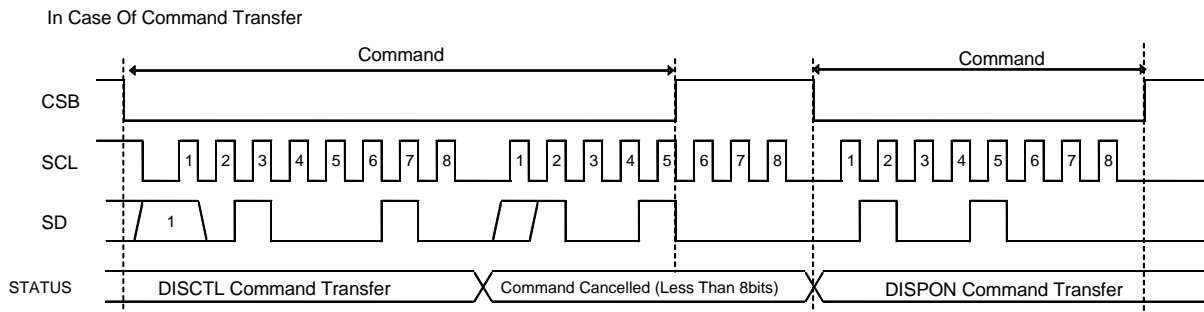 In Case Of Command Transfer
Command Command
CSB
SCL 1 2 3 4 5 6 7 8 1 2 3 4 5 6 7 8 1 2 3 4 5 6 7 8
SD 1
STATUS DISCTL Command Transfer Command Cancelled (Less Than 8bits) DISPON Command Transfer